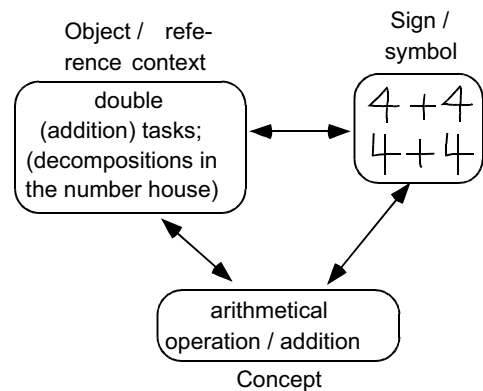 Object / refe-
rence context
double
(addition) tasks;
(decompositions in
the number house)
Sign /
symbol
4 + 4
4 + 4
arithmetical
operation / addition
Concept